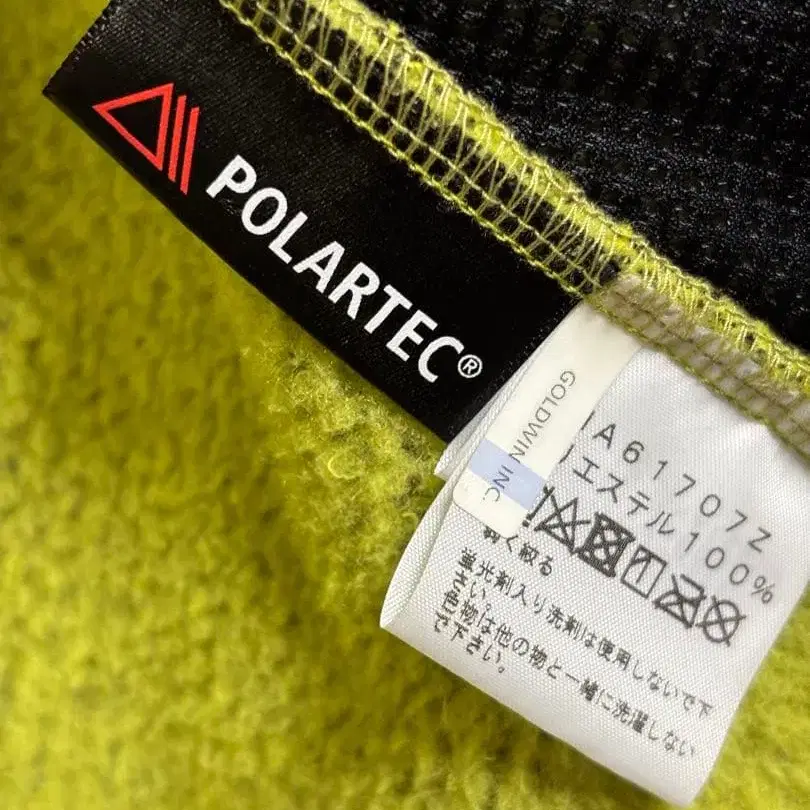 POLARTEC®
GOLDWIN INC.
A61707Z
エステル100%
弱く絞る
蛍光剤入り洗剤は使用しないで下
さい。
色物は他の物と一緒に洗濯しない
で下さい。